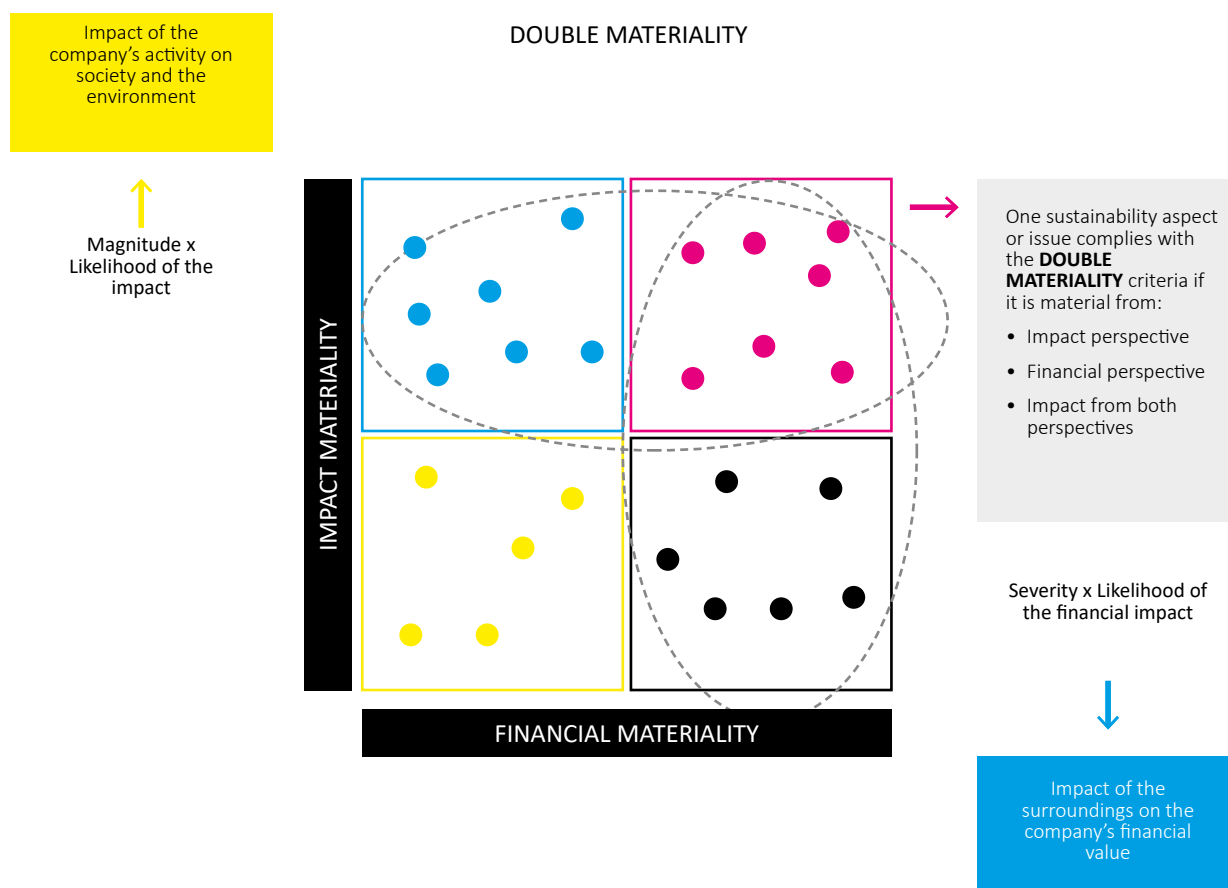 Impact of the
company's activity on
society and the
environment
DOUBLE MATERIALITY
Magnitude x
Likelihood of the
impact
IMPACT MATERIALITY
FINANCIAL MATERIALITY
One sustainability aspect
or issue complies with
the DOUBLE
MATERIALITY criteria if
it is material from:
• Impact perspective
• Financial perspective
• Impact from both
perspectives
Severity x Likelihood of
the financial impact
Impact of the
surroundings on the
company's financial
value